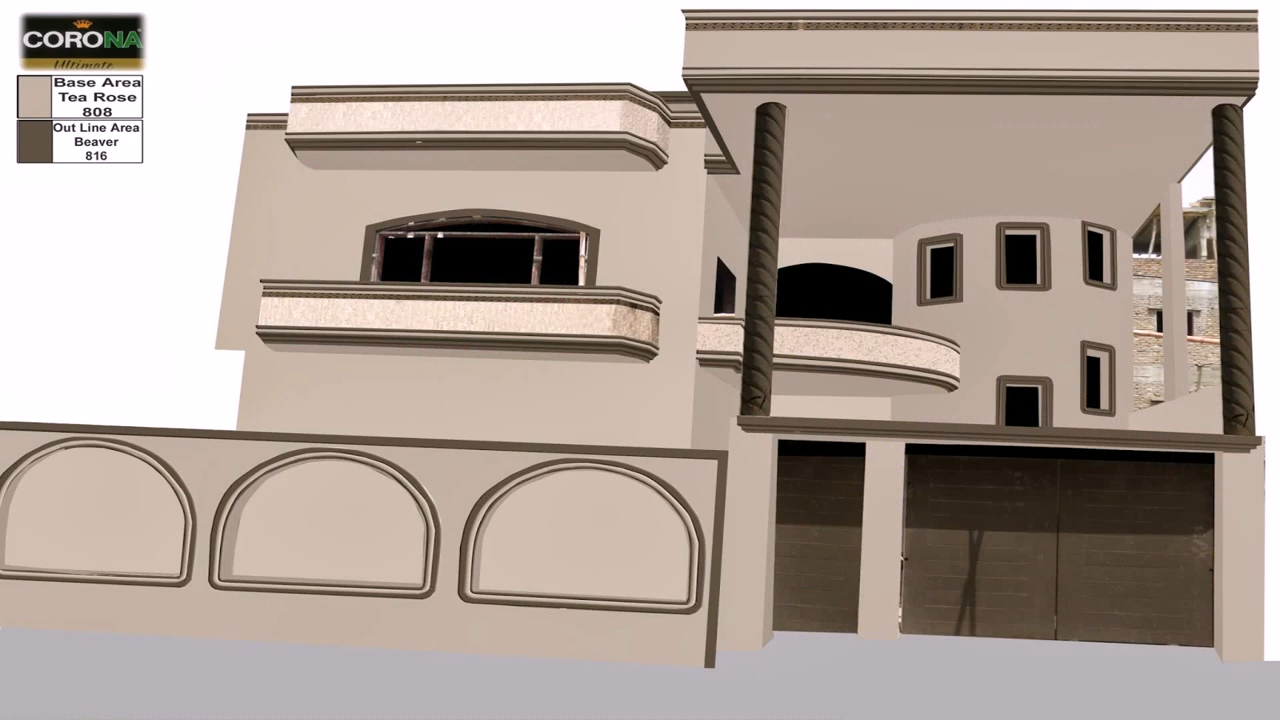 CORONA
Ultimate
Base Area
Tea Rose
808
Out Line Area
Beaver
816